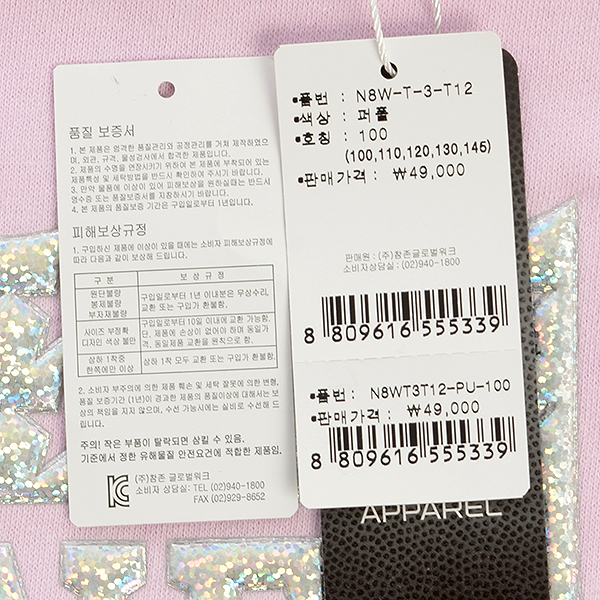 품질 보증서
1. 본 제품은 엄격한 품질관리와 공정관리를 거쳐 제작하였으
며, 외관, 규격, 물성검사에서 합격한 제품입니다.
2. 제품의 수명을 연장시키기 위하여 본 제품에 부착되어 있는
제품특성 및 세탁방법을 반드시 확인하여 주시기 바랍니다.
3. 만약 물품에 이상이 있어 피해보상을 원하실때는 반드시
영수증 또는 품질보증서를 지참하시기 바랍니다.
4. 본 제품의 품질보증 기간은 구입일로부터 1년입니다.
피해보상규정
1. 구입하신 제품에 이상이 있을 때에는 소비자 피해보상규정에
따라 다음과 같이 보상해 드립니다.
구 분 보 상 규 정
원단불량
봉제불량
부자재불량
구입일로부터 1년 이내분은 무상수리,
교환 또는 구입가 환불함.
사이즈 부정확
디자인 색상 불만
구입일로부터 10일 이내에 교환 가능함.
단, 제품에 손상이 없어야 하며 동일가
격, 동일제품 교환을 원칙으로 함.
상하 1착중
한쪽에만 이상
상하 1착 모두 교환 또는 구입가 환불함.
2. 소비자 부주의에 의한 제품 훼손 및 세탁 잘못에 의한 변형,
품질 보증기간 (1년)이 경과한 제품의 품질이상에 대해서는 보
상의 책임을 지지 않으며, 수선 가능시에는 실비로 수선해 드
립니다.
주의! 작은 부품이 탈락되면 삼킬 수 있음.
기준에서 정한 유해물질 안전요건에 적합한 제품임.
(주)참존 글로벌워크
소비자 상담실: TEL (02)940-1800
FAX (02)929-8652
•품번 : N8W-T-3-T12
•색상 : 퍼플
•호칭 : 100
(100,110,120,130,145)
•판매가격 : ₩49,000
판매원 : (주)참존글로벌워크
소비자상담실: (02)940-1800
8 809616 555339
•품번 : N8WT3T12-PU-100
•판매가격 : ₩49,000
8 809616 555339
APPAREL